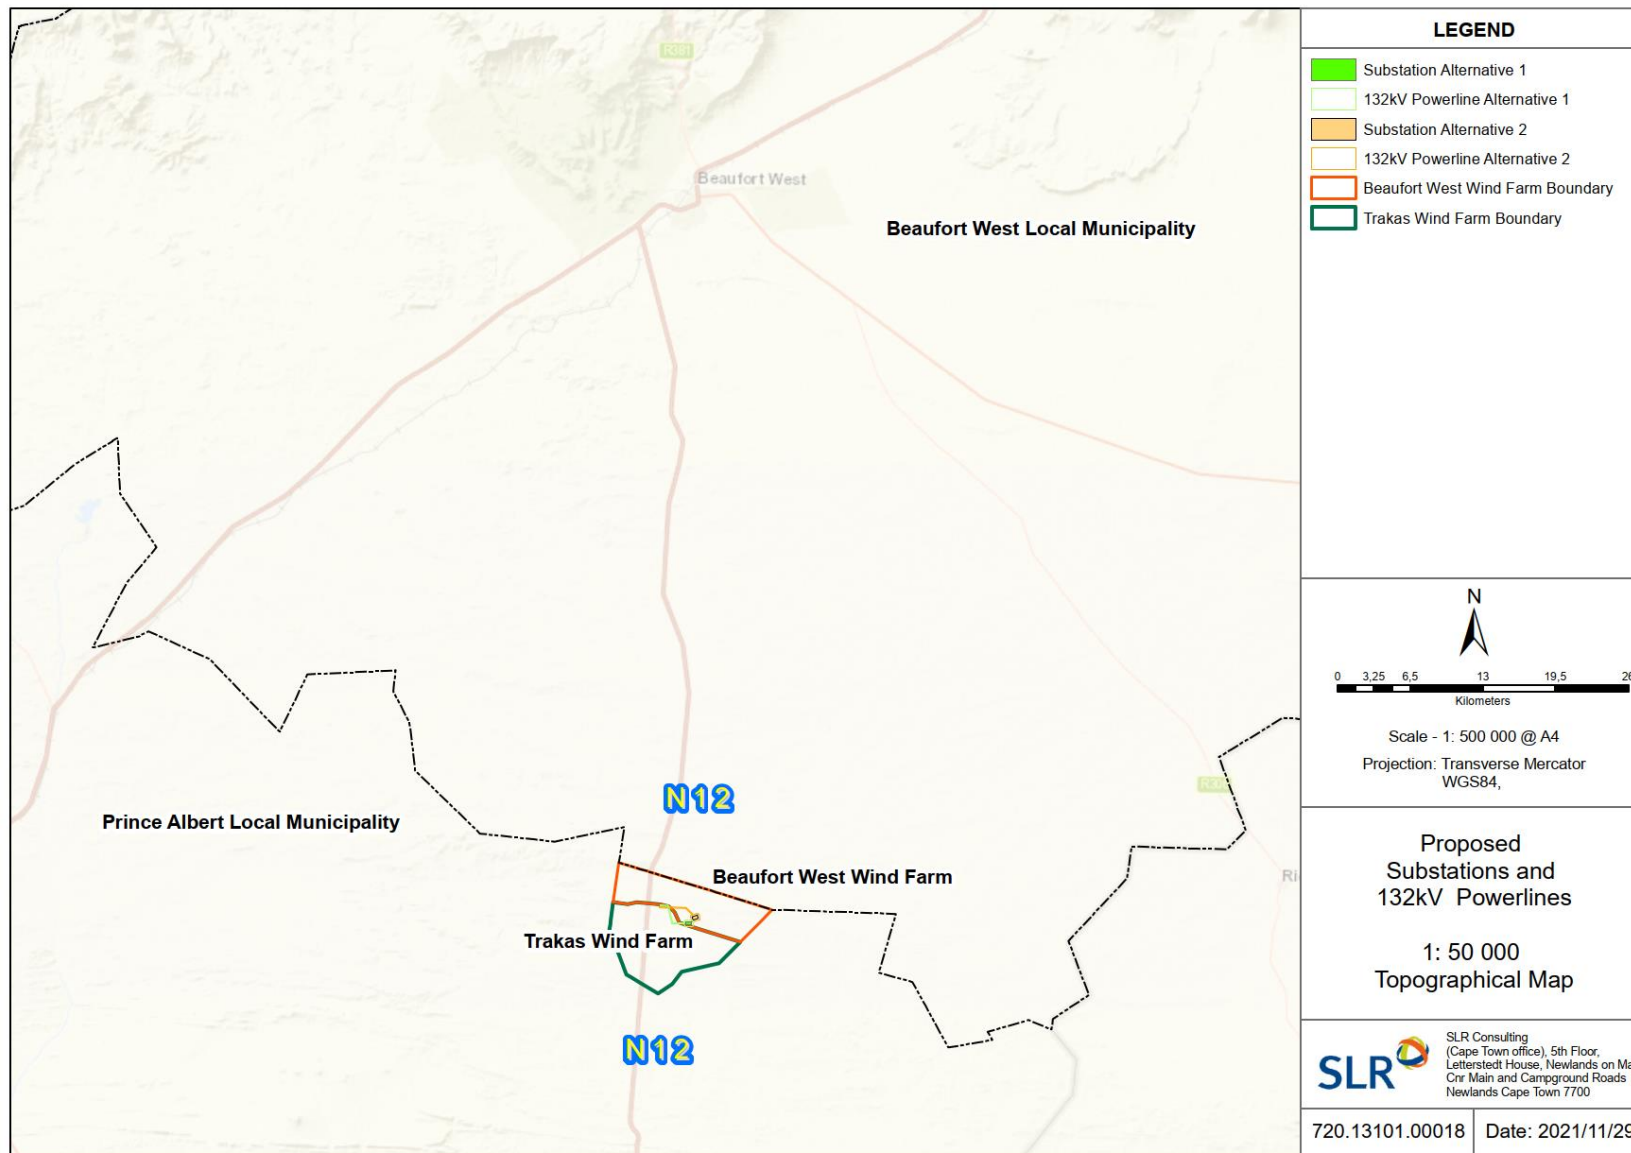 R381
Beaufort West
Beaufort West Local Municipality
N12
Prince Albert Local Municipality
Beaufort West Wind Farm
Trakas Wind Farm
N12
LEGEND
Substation Alternative 1
132kV Powerline Alternative 1
Substation Alternative 2
132kV Powerline Alternative 2
Beaufort West Wind Farm Boundary
Trakas Wind Farm Boundary
N
0 3,25 6,5 13 19,5 26
Kilometers
Scale - 1: 500 000 @ A4
Projection: Transverse Mercator
WGS84,
Proposed
Substations and
132kV Powerlines
1: 50 000
Topographical Map
SLR
SLR Consulting
(Cape Town office), 5th Floor,
Letterstedt House, Newlands on Ma
Cnr Main and Campground Roads
Newlands Cape Town 7700
720.13101.00018
Date: 2021/11/29